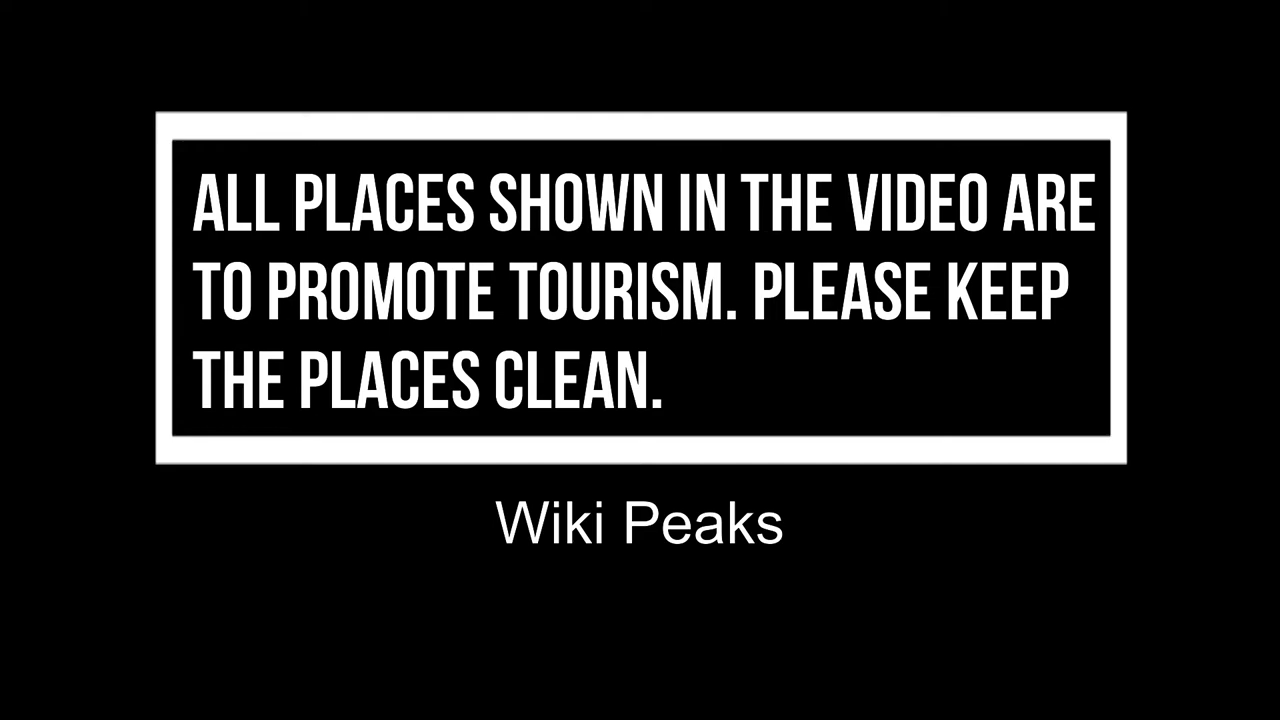 ALL PLACES SHOWN IN THE VIDEO ARE
TO PROMOTE TOURISM. PLEASE KEEP
THE PLACES CLEAN.
Wiki Peaks